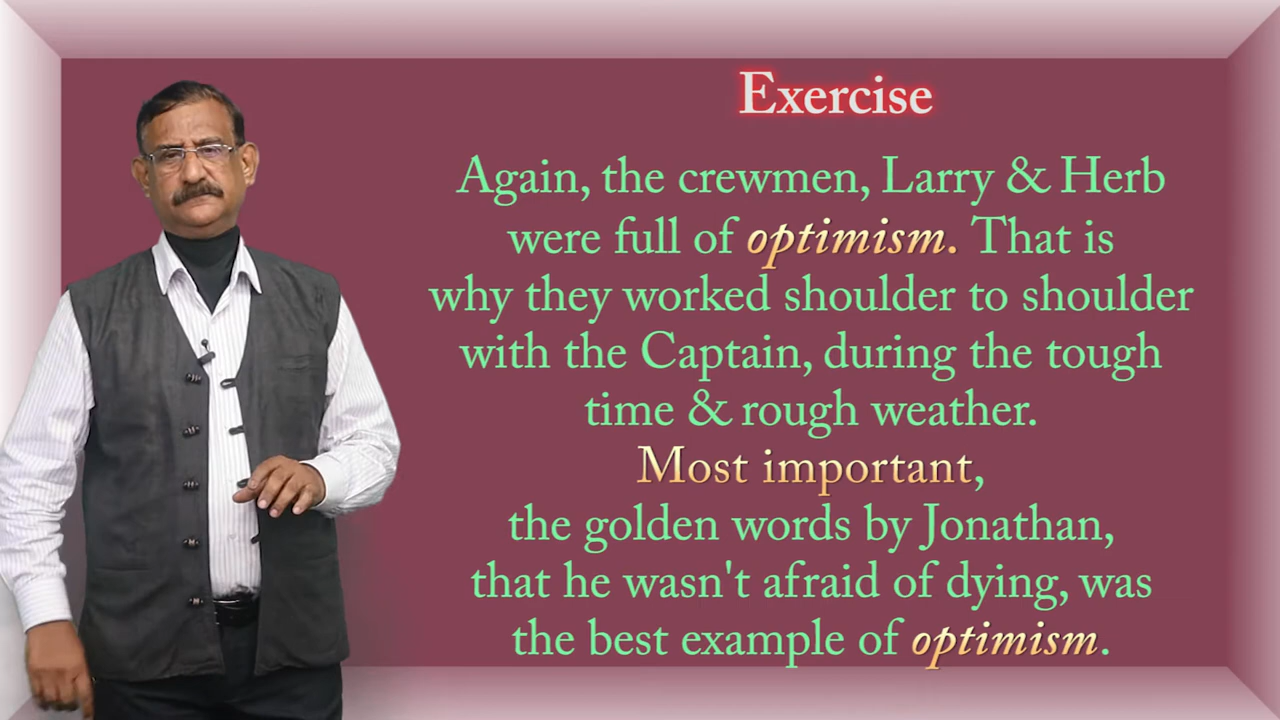 Exercise
Again, the crewmen, Larry & Herb
were full of optimism. That is
why they worked shoulder to shoulder
with the Captain, during the tough
time & rough weather.
Most important,
the golden words by Jonathan,
that he wasn't afraid of dying, was
the best example of optimism.